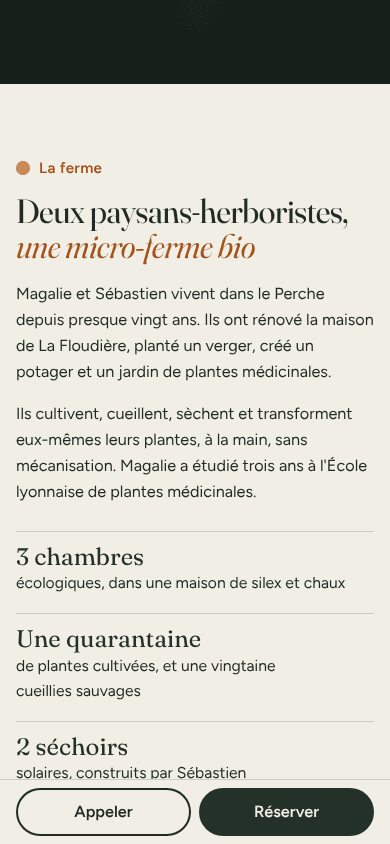 La ferme
Deux paysans-herboristes,
une micro-ferme bio
Magalie et Sébastien vivent dans le Perche
depuis presque vingt ans. Ils ont rénové la maison
de La Floudière, planté un verger, créé un
potager et un jardin de plantes médicinales.
Ils cultivent, cueillent, sèchent et transforment
eux-mêmes leurs plantes, à la main, sans
mécanisation. Magalie a étudié trois ans à l'École
lyonnaise de plantes médicinales.
3 chambres
écologiques, dans une maison de silex et chaux
Une quarantaine
de plantes cultivées, et une vingtaine
cueillies sauvages
2 séchoirs
solaires, construits par Sébastien
Appeler
Réserver